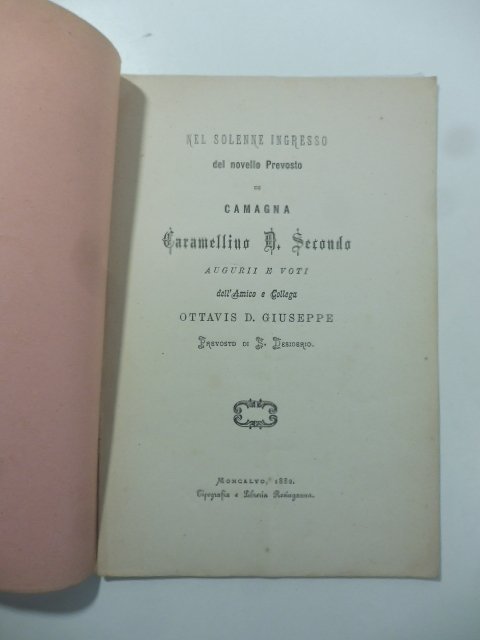 NEL SOLENNE INGRESSO
del novello Prevosto
DI
CAMAGNA
Caramellino D. Secondo
AUGURII E VOTI
dell'Amico e Collega
OTTAVIS D. GIUSEPPE
PREVOSTO DI S. DESIDERIO.
MONCALVO, 1882.
Tipografia e Libreria